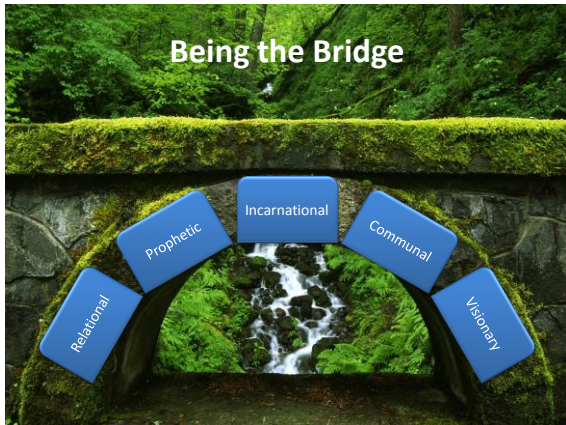 Being the Bridge
Relational
Prophetic
Incarnational
Communal
Visionary